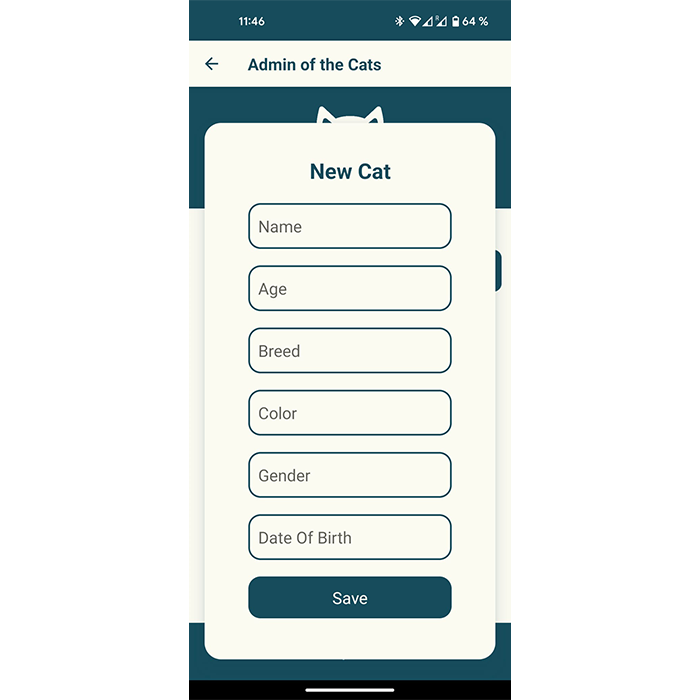 11:46
64 %
Admin of the Cats
New Cat
Name
Age
Breed
Color
Gender
Date Of Birth
Save